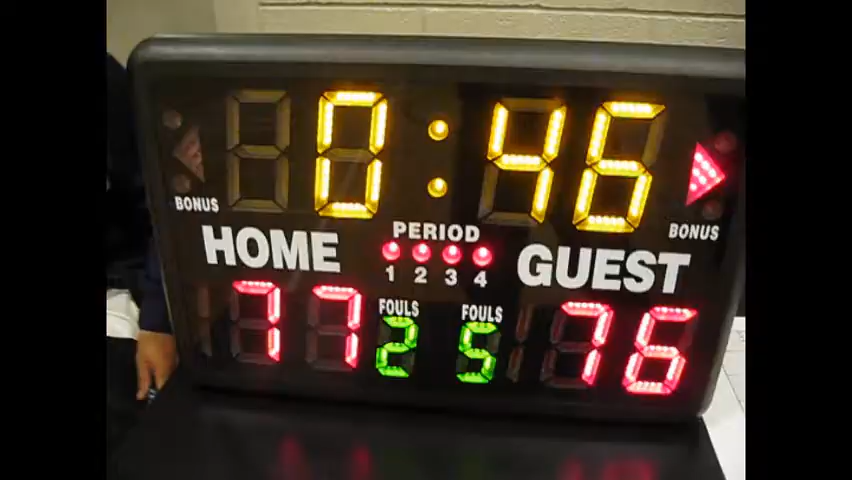 0:46
BONUS
BONUS
PERIOD
HOME
GUEST
1 2 3 4
FOULS
FOULS
77
2
5
76